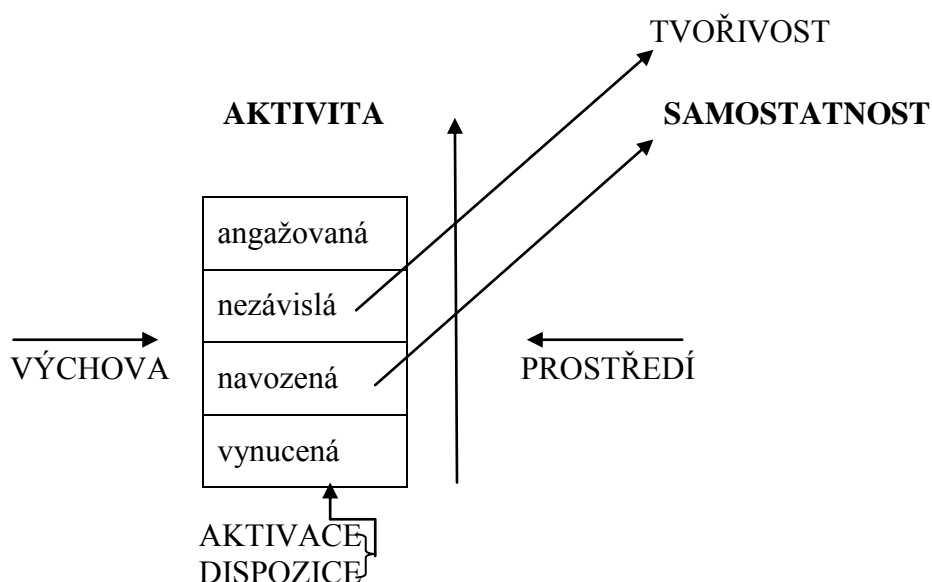 TVOŘIVOST
AKTIVITA
SAMOSTATNOST
angažovaná
nezávislá
navozená
vynucená
VÝCHOVA
PROSTŘEDÍ
AKTIVACE
DISPOZICE